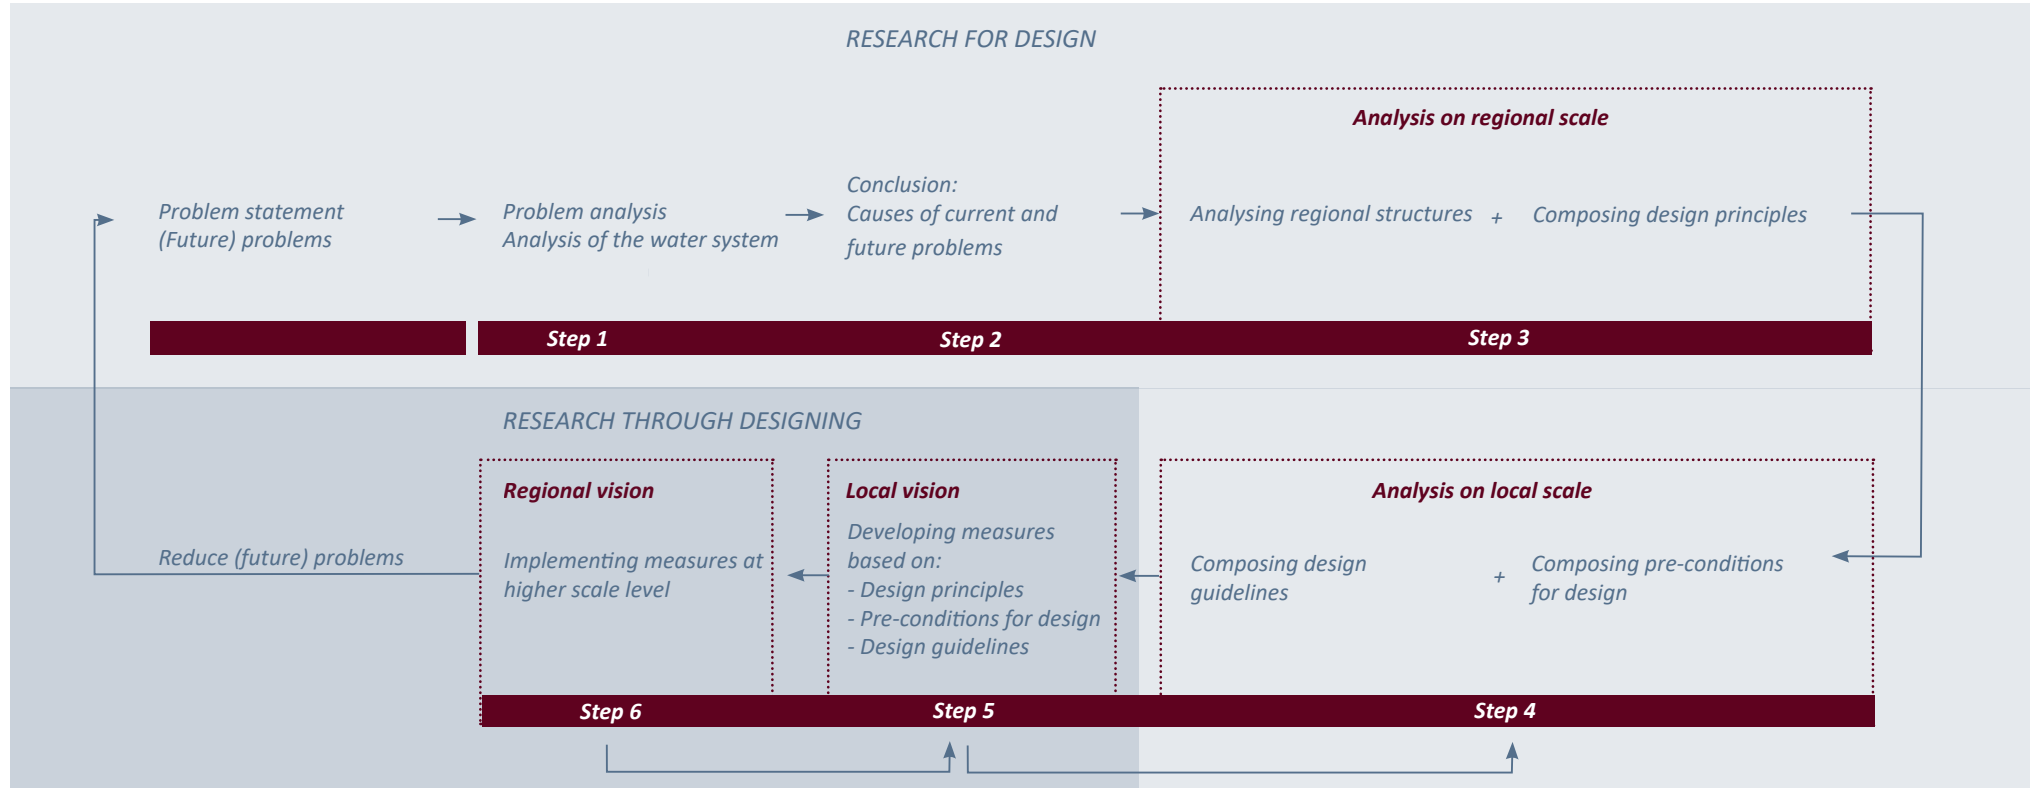 RESEARCH FOR DESIGN
Analysis on regional scale
Problem statement
(Future) problems
Problem analysis
Analysis of the water system
Conclusion:
Causes of current and
future problems
Analysing regional structures + Composing design principles
Step 1
Step 2
Step 3
RESEARCH THROUGH DESIGNING
Reduce (future) problems
Regional vision
Implementing measures at
higher scale level
Local vision
Developing measures
based on:
- Design principles
- Pre-conditions for design
- Design guidelines
Analysis on local scale
Composing design
guidelines
+
Composing pre-conditions
for design
Step 6
Step 5
Step 4